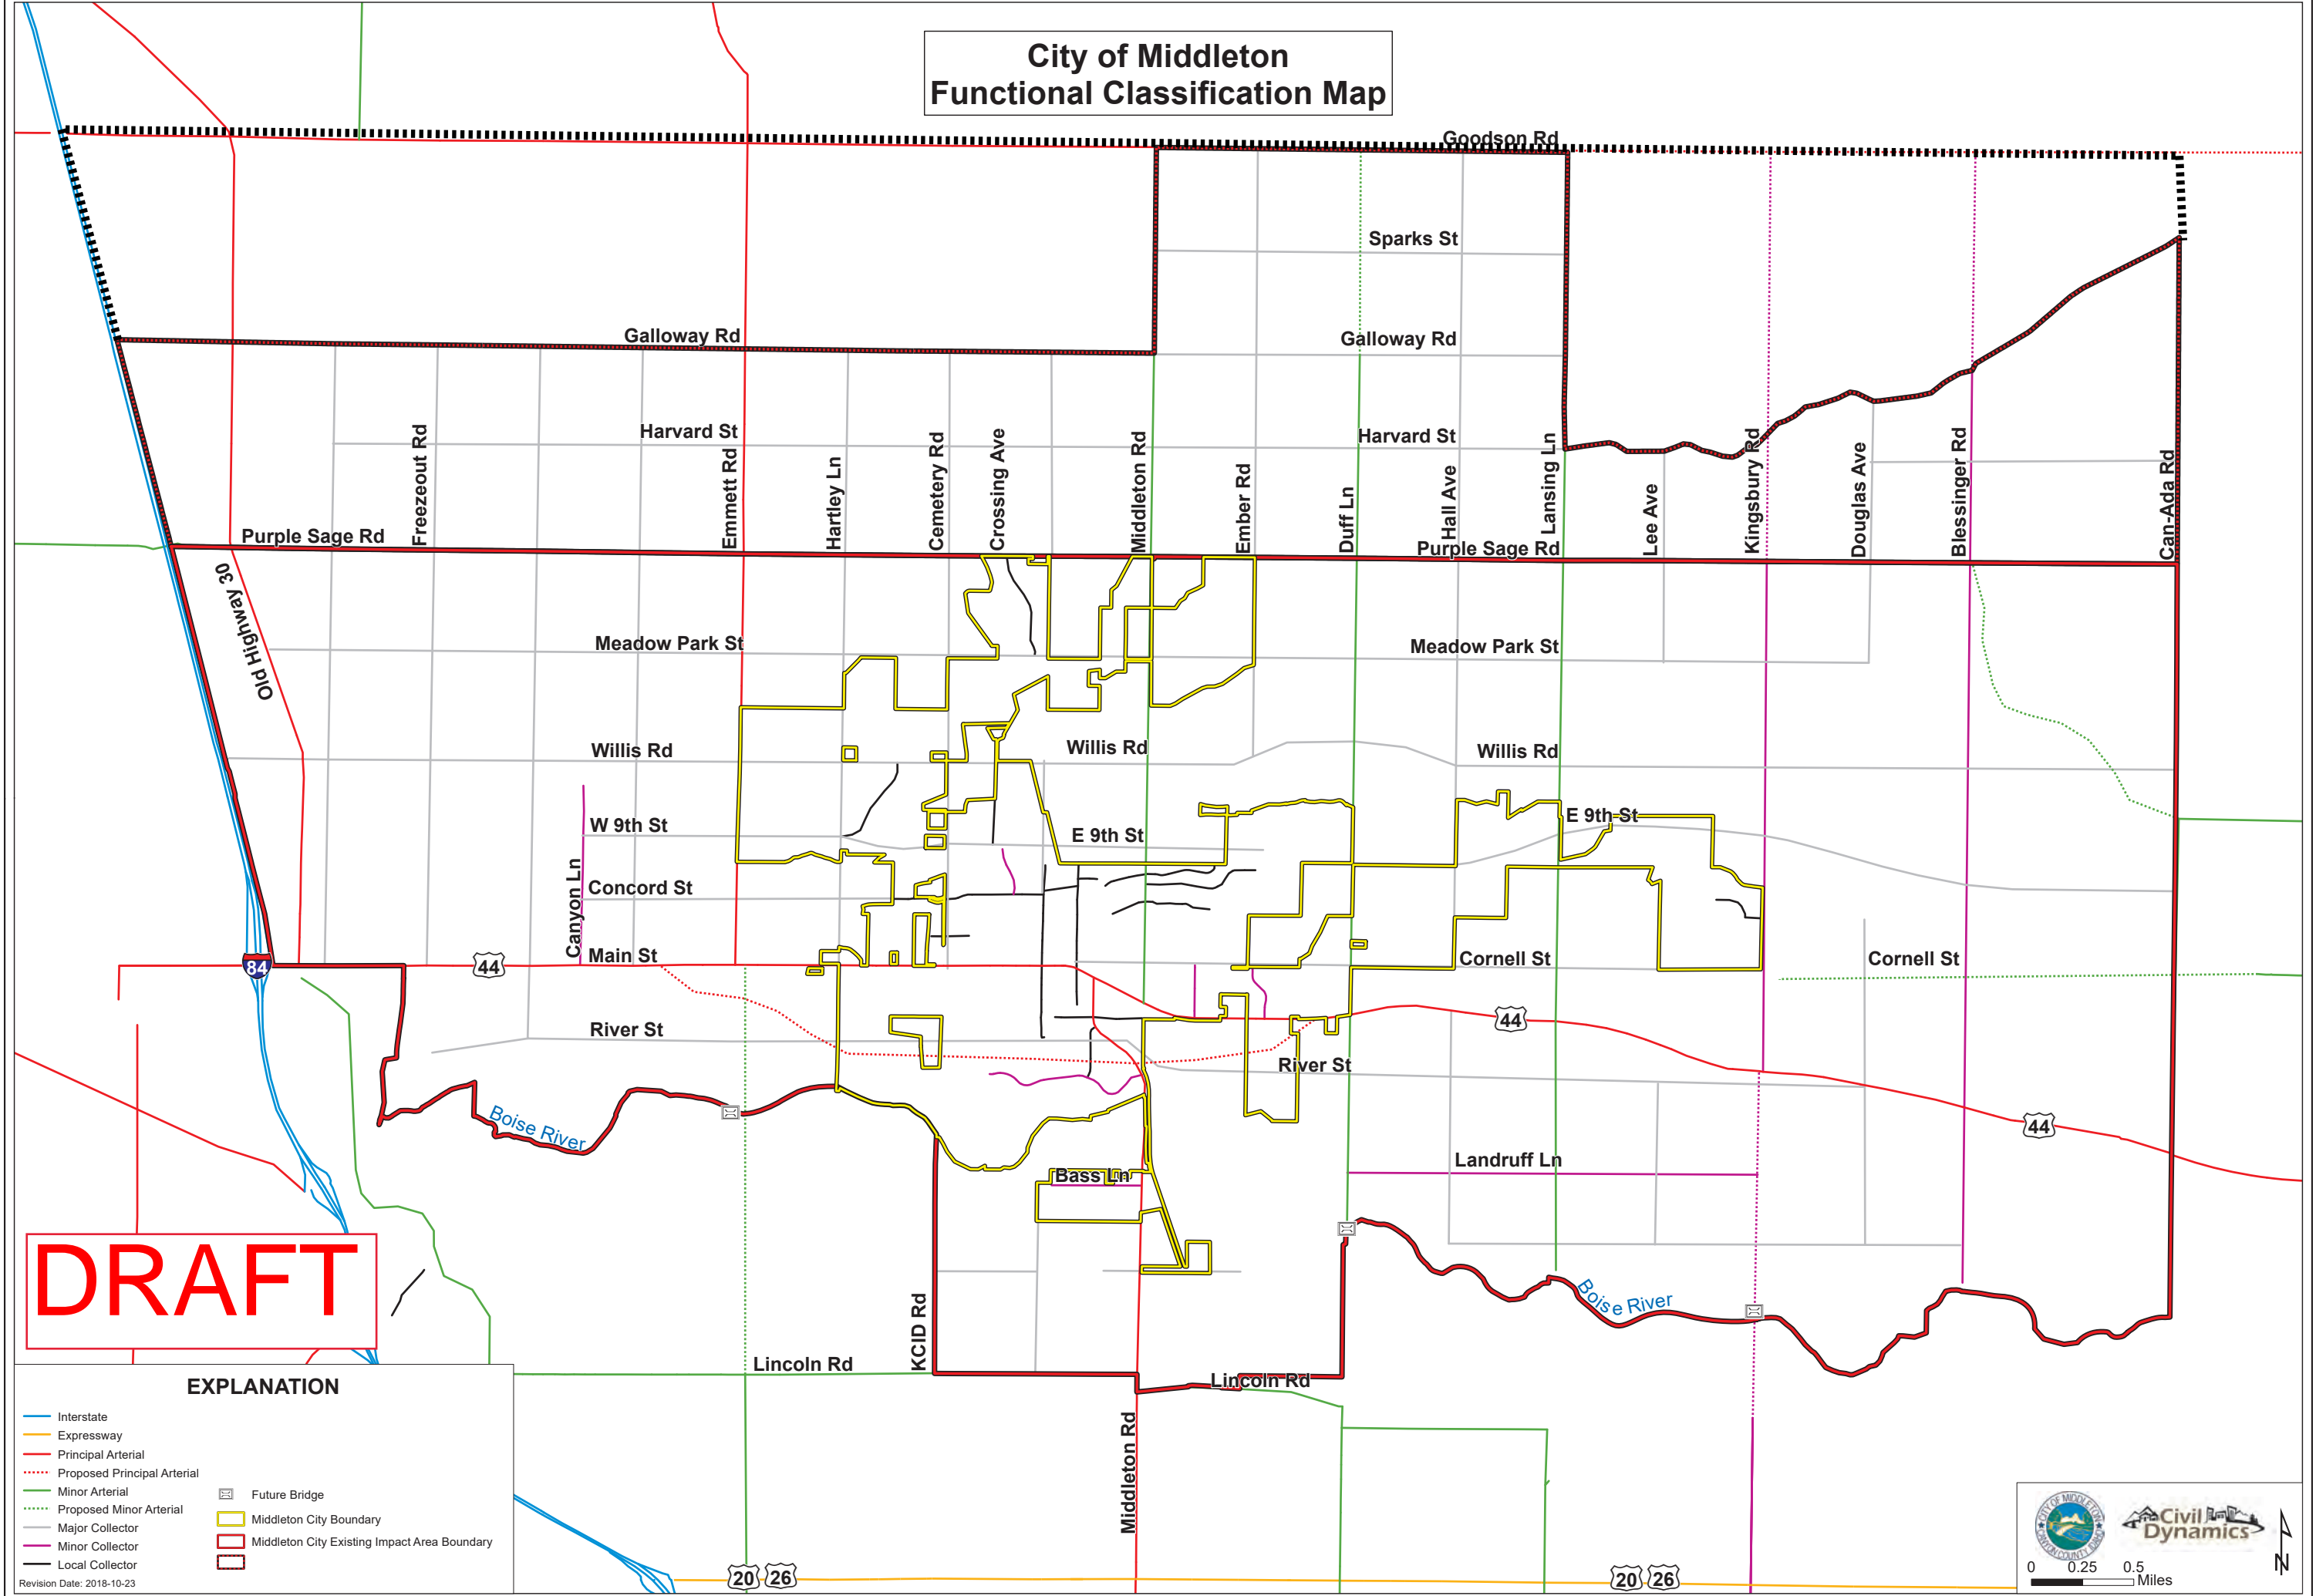 City of Middleton
Functional Classification Map
Goodson Rd
Sparks St
Galloway Rd
Galloway Rd
Harvard St
Harvard St
Freezeout Rd
Emmett Rd
Hartley Ln
Cemetery Rd
Crossing Ave
Middleton Rd
Ember Rd
Duff Ln
Hall Ave
Lansing Ln
Lee Ave
Kingsbury Rd
Douglas Ave
Blessinger Rd
Can-Ada Rd
Purple Sage Rd
Purple Sage Rd
Old Highway 30
Meadow Park St
Meadow Park St
Willis Rd
Willis Rd
Willis Rd
W 9th St
E 9th St
E 9th St
Canyon Ln
Concord St
84
44
Main St
Cornell St
Cornell St
River St
44
River St
Boise River
44
Bass Ln
Landruff Ln
DRAFT
KCID Rd
Boise River
Lincoln Rd
Lincoln Rd
Middleton Rd
EXPLANATION
Interstate
Expressway
Principal Arterial
Proposed Principal Arterial
Minor Arterial
Proposed Minor Arterial
Major Collector
Minor Collector
Local Collector
Future Bridge
Middleton City Boundary
Middleton City Existing Impact Area Boundary
Revision Date: 2018-10-23
20 26
20 26
CITY OF MIDDLETON
CANYON COUNTY, IDAHO
Civil
Dynamics
0 0.25 0.5
Miles
N